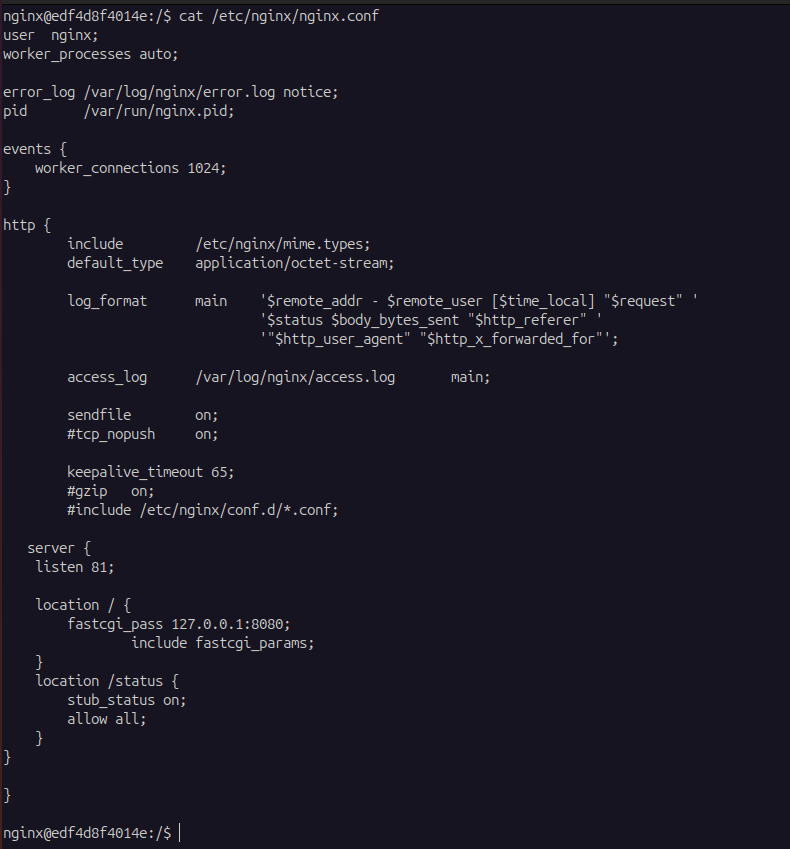 nginx@edf4d8f4014e:/$ cat /etc/nginx/nginx.conf
user  nginx;
worker_processes auto;

error_log /var/log/nginx/error.log notice;
pid       /var/run/nginx.pid;

events {
    worker_connections 1024;
}

http {
        include         /etc/nginx/mime.types;
        default_type    application/octet-stream;

        log_format      main    '$remote_addr - $remote_user [$time_local] "$request" '
                                '$status $body_bytes_sent "$http_referer" '
                                '"$http_user_agent" "$http_x_forwarded_for"';

        access_log      /var/log/nginx/access.log       main;

        sendfile        on;
        #tcp_nopush     on;

        keepalive_timeout 65;
        #gzip   on;
        #include /etc/nginx/conf.d/*.conf;

   server {
    listen 81;

    location / {
        fastcgi_pass 127.0.0.1:8080;
                include fastcgi_params;
    }
    location /status {
        stub_status on;
        allow all;
    }
}

}

nginx@edf4d8f4014e:/$